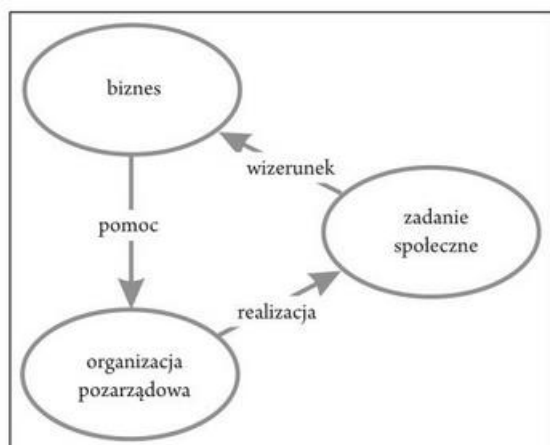 biznes
wizerunek
pomoc
zadanie
społeczne
realizacja
organizacja
pozarządowa